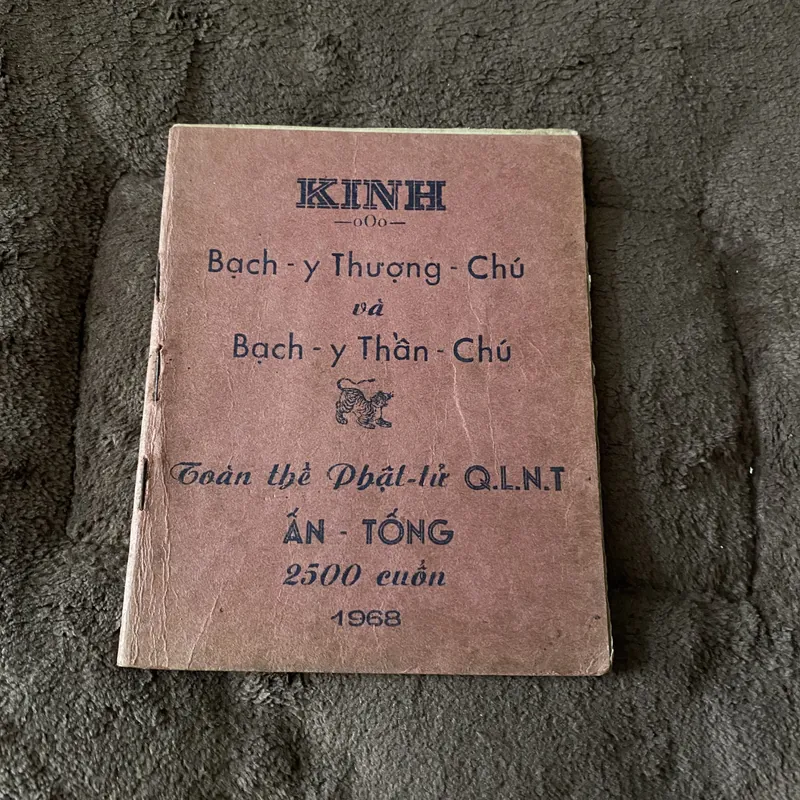 KINH
—oOo—
Bạch - y Thượng - Chú
và
Bạch - y Thần - Chú
Toàn thể Phật-tử Q.L.N.T
ẤN - TỐNG
2500 cuốn
1968